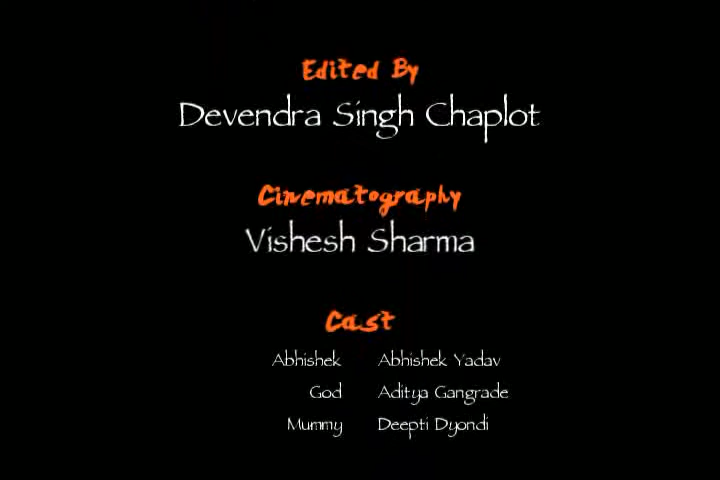 Edited By
Devendra Singh Chaplot
Cinematography
Vishesh Sharma
Cast
Abhishek Abhishek Yadav
God Aditya Gangrade
Mummy Deepti Dyondi